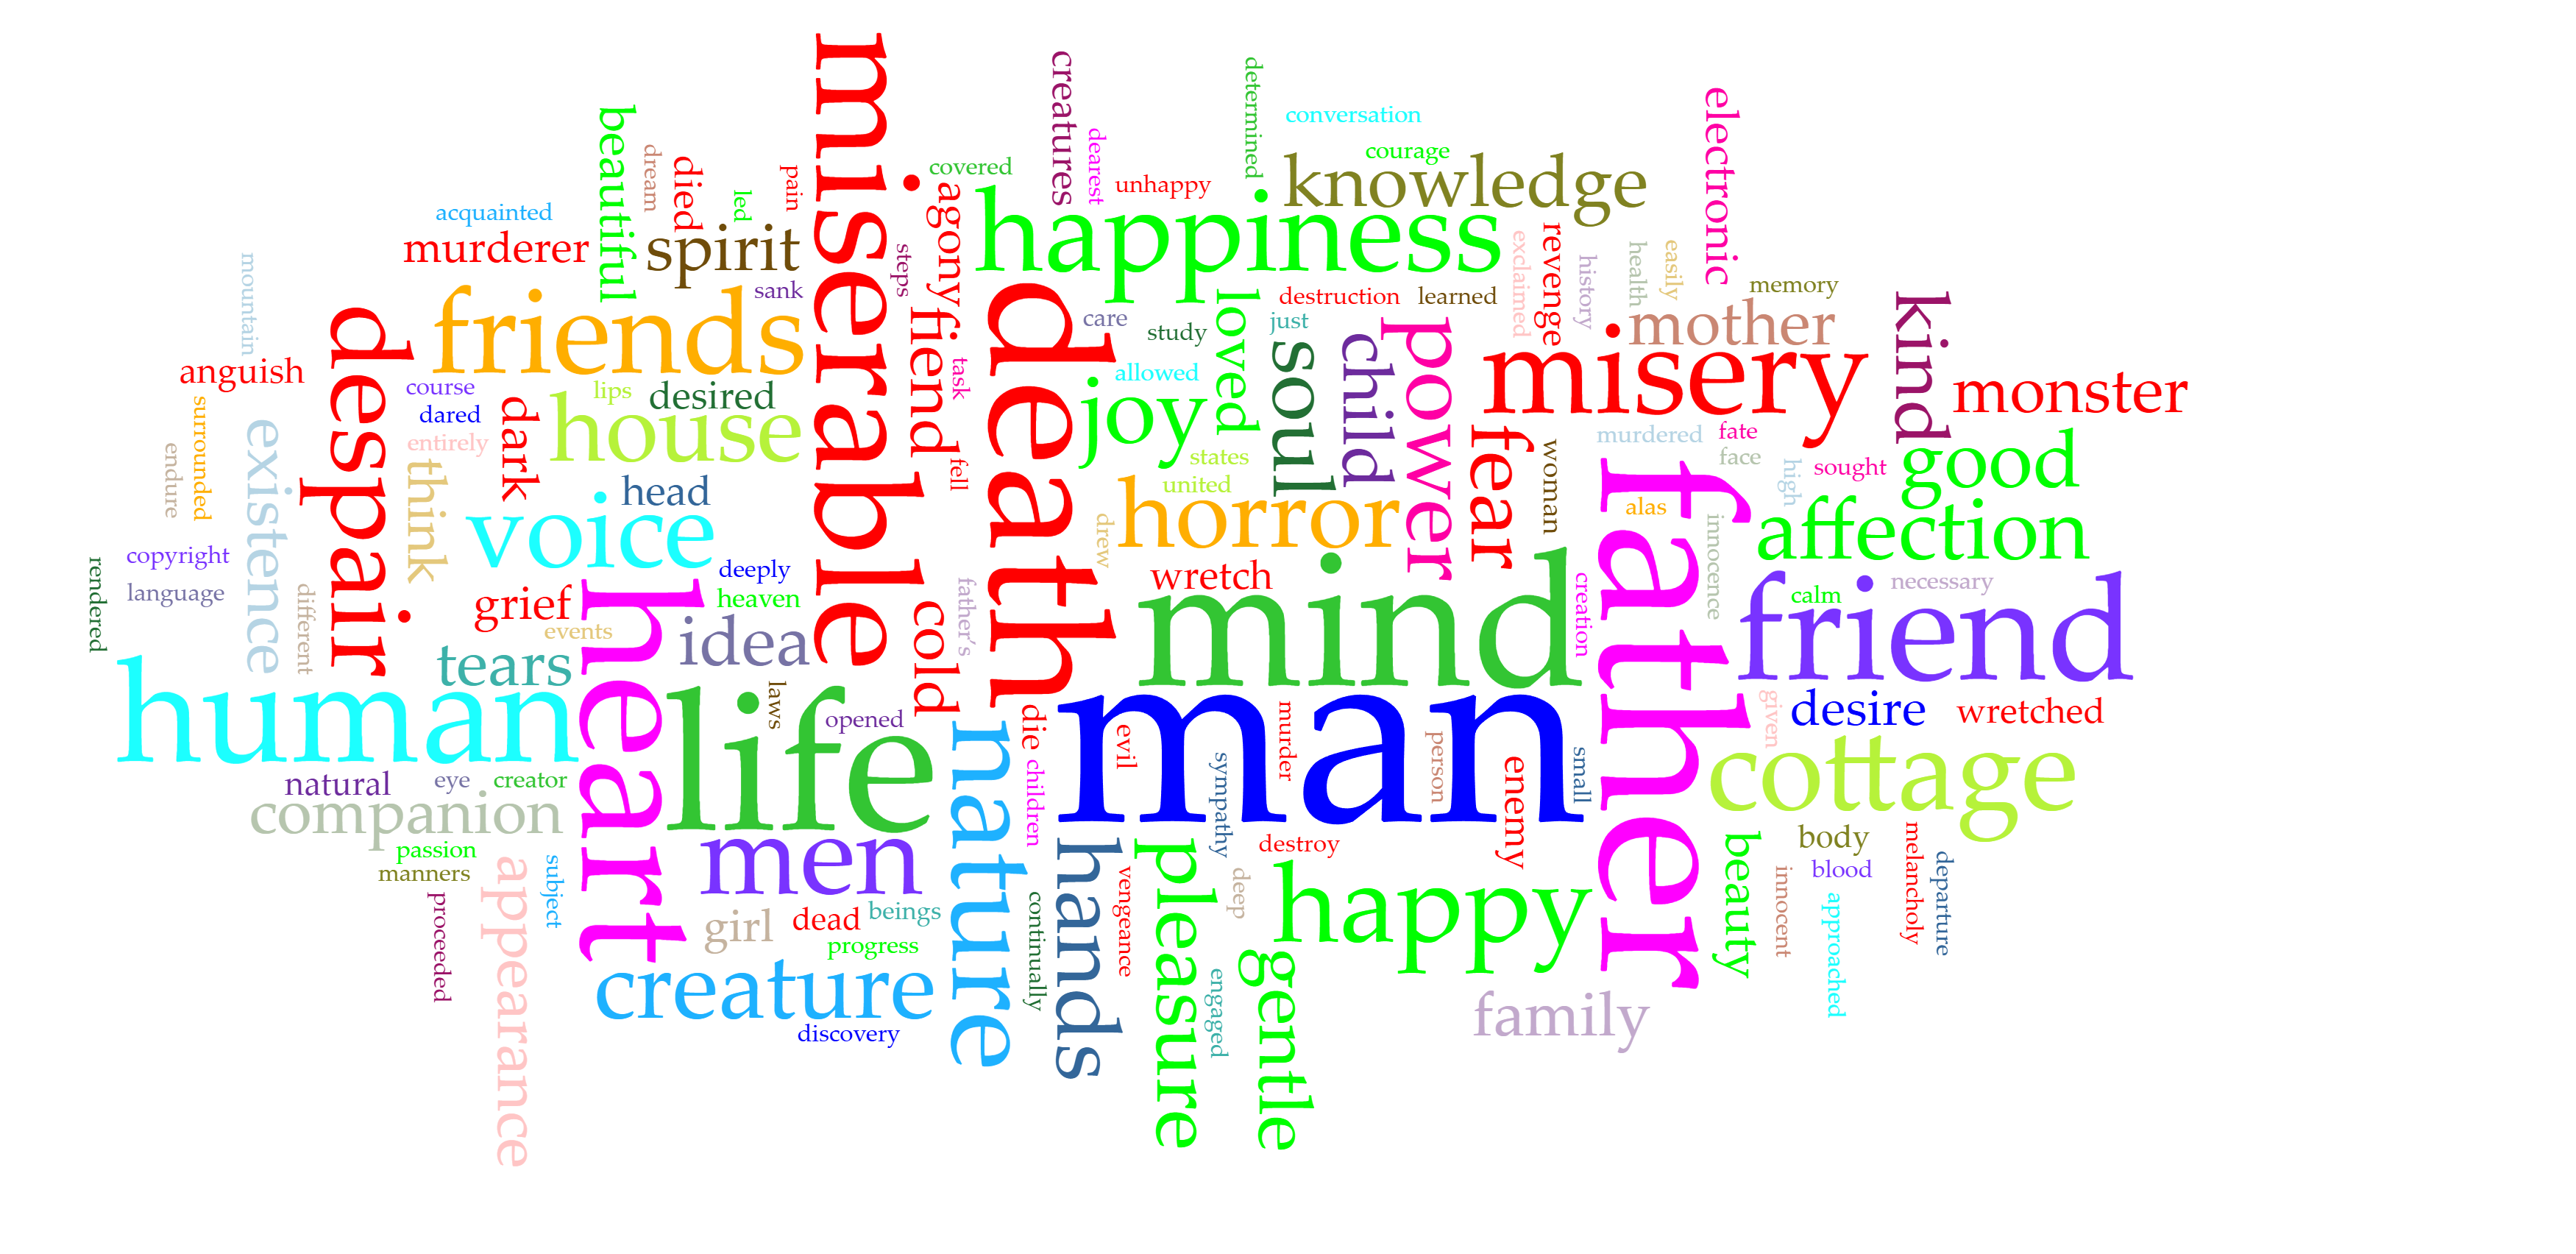 miserable
creatures
determined
conversation
electronic
beautiful
dream
died
led
pain
covered
dearest
unhappy
courage
knowledge
acquainted
murderer
spirit
agony
happiness
exclaimed
revenge
history
health
easily
mountain
sank
steps
memory
friends
despair
fiend
death
care
destruction
learned
loved
study
just
mother
kind
anguish
course
lips
desired
task
allowed
soul
child
power
misery
monster
surrounded
dared
dark
house
joy
entirely
existence
endure
think
fell
states
united
fear
woman
murdered
fate
face
high
sought
good
head
voice
drew
horror
alas
innocence
affection
rendered
copyright
language
different
deeply
heaven
grief
events
heart
idea
father's
cold
wretch
mind
creation
father
calm
necessary
friend
human
tears
laws
opened
life
die
man
evil
murder
person
enemy
small
given
desire
wretched
natural
eye
creator
companion
nature
children
sympathy
cottage
passion
manners
men
hands
pleasure
destroy
beauty
body
melancholy
departure
proceeded
appearance
subject
girl
dead
beings
progress
continually
vengeance
deep
happy
innocent
blood
approached
creature
discovery
engaged
gentle
family